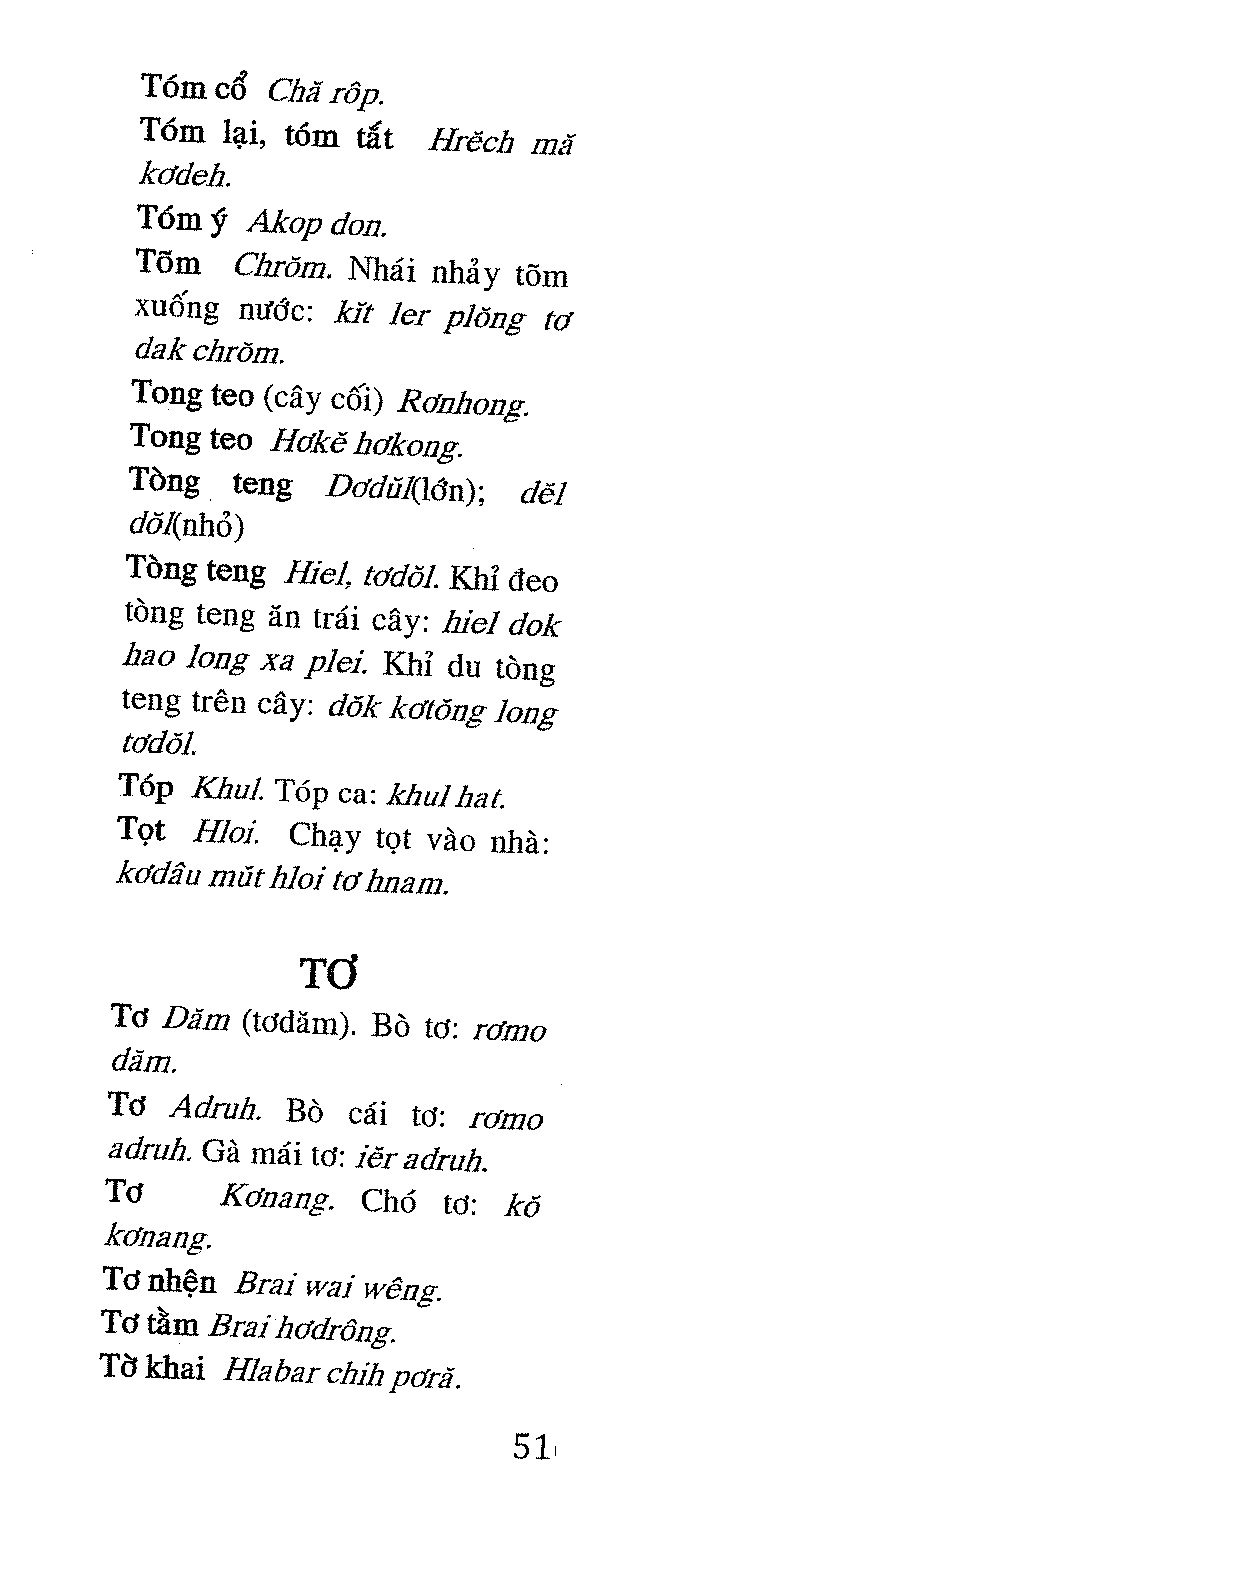 Tóm cổ Chă rôp.
Tóm lại, tóm tắt Hrĕch mă
kơdeh.
Tóm ý Akop don.
Tõm Chrŏm. Nhái nhảy tõm
xuống nước: kĭt ler plŏng tơ
dak chrŏm.
Tong teo (cây cối) Rơnhong.
Tong teo Hơkĕ hơkong.
Tòng teng Dơdŭl(lớn); dĕl
dŏl(nhỏ)
Tòng teng Hiel, tơdŏl. Khỉ đeo
tòng teng ăn trái cây: hiel dok
hao long xa plei. Khỉ du tòng
teng trên cây: dŏk kơtŏng long
tơdŏl.
Tóp Khul. Tóp ca: khul hat.
Tọt Hloi. Chạy tọt vào nhà:
kơdâu mŭt hloi tơ hnam.
TƠ
Tơ Dăm (tơdăm). Bò tơ: rơmo
dăm.
Tơ Adruh. Bò cái tơ: rơmo
adruh. Gà mái tơ: iĕr adruh.
Tơ Kơnang. Chó tơ: kŏ
kơnang.
Tơ nhện Brai wai wêng.
Tơ tằm Brai hơdrông.
Tờ khai Hlabar chih pơră.
51